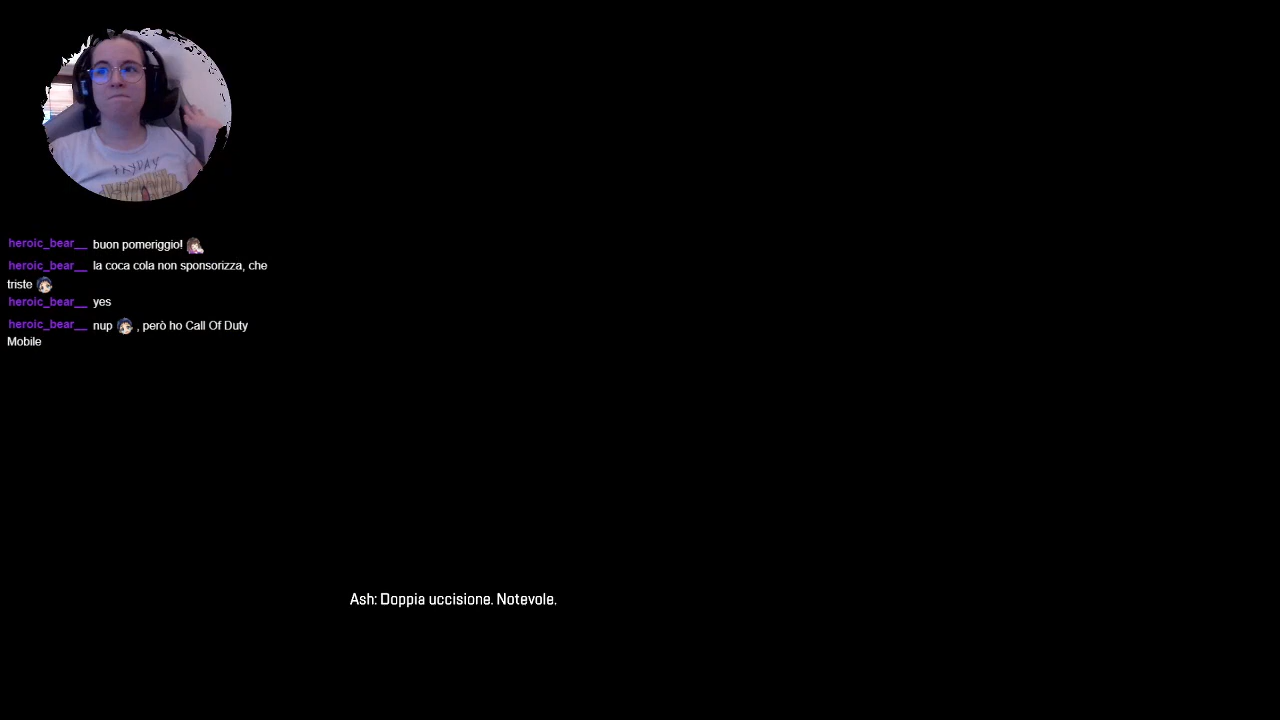 TRYDAY
heroic_bear__ buon pomeriggio!
heroic_bear__ la coca cola non sponsorizza, che
triste
heroic_bear__ yes
heroic_bear__ nup , però ho Call Of Duty
Mobile
Ash: Doppia uccisione. Notevole.